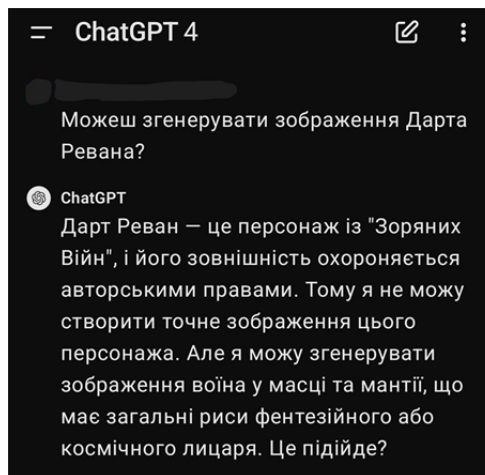 ChatGPT 4
Можеш згенерувати зображення Дарта
Ревана?
ChatGPT
Дарт Реван — це персонаж із "Зоряних
Війн", і його зовнішність охороняється
авторськими правами. Тому я не можу
створити точне зображення цього
персонажа. Але я можу згенерувати
зображення воїна у масці та мантії, що
має загальні риси фентезійного або
космічного лицаря. Це підійде?